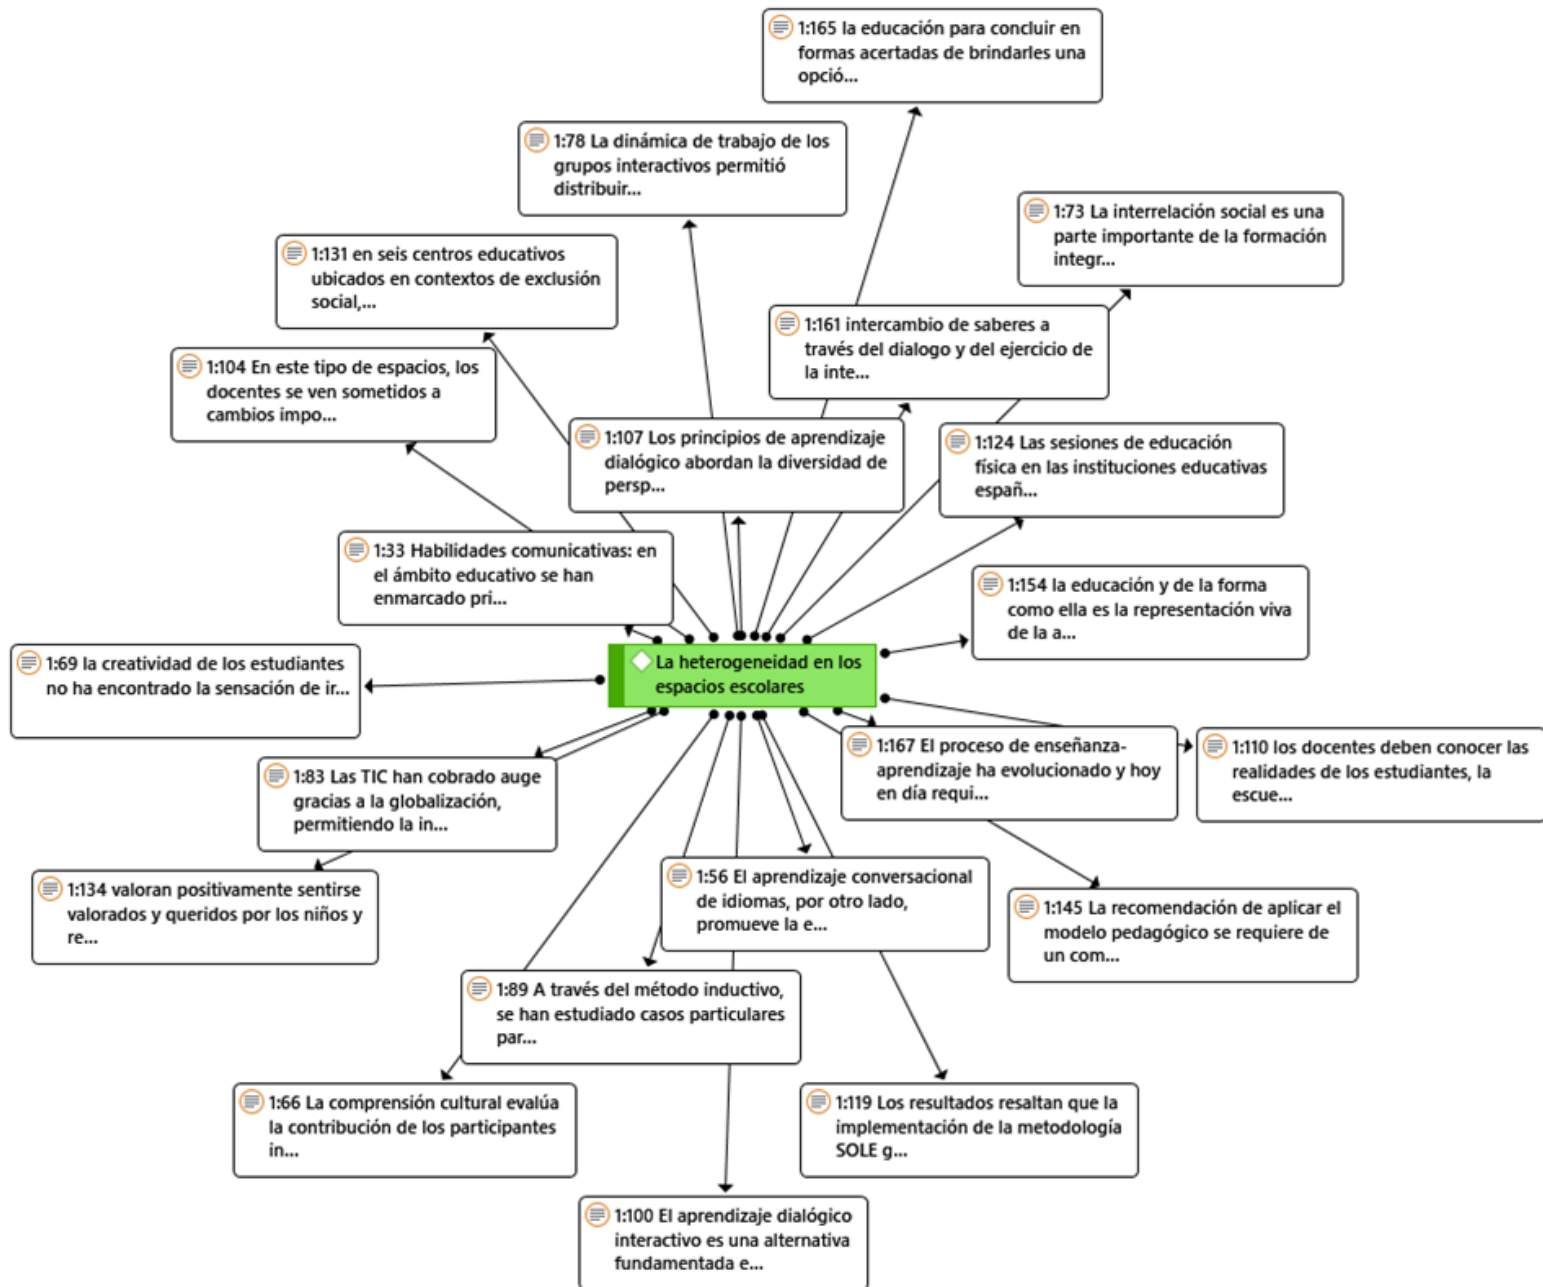 1:165 la educación para concluir en
formas acertadas de brindarles una
opció...
1:78 La dinámica de trabajo de los
grupos interactivos permitió
distribuir...
1:73 La interrelación social es una
parte importante de la formación
integr...
1:131 en seis centros educativos
ubicados en contextos de exclusión
social,...
1:161 intercambio de saberes a
través del dialogo y del ejercicio de
la inte...
1:104 En este tipo de espacios, los
docentes se ven sometidos a
cambios impo...
1:107 Los principios de aprendizaje
dialógico abordan la diversidad de
persp...
1:124 Las sesiones de educación
física en las instituciones educativas
españ...
1:33 Habilidades comunicativas: en
el ámbito educativo se han
enmarcado pri...
1:154 la educación y de la forma
como ella es la representación viva
de la a...
1:69 la creatividad de los estudiantes
no ha encontrado la sensación de ir...
La heterogeneidad en los
espacios escolares
1:167 El proceso de enseñanza-
aprendizaje ha evolucionado y hoy
en día requi...
1:110 los docentes deben conocer las
realidades de los estudiantes, la
escue...
1:83 Las TIC han cobrado auge
gracias a la globalización,
permitiendo la in...
1:134 valoran positivamente sentirse
valorados y queridos por los niños y
re...
1:56 El aprendizaje conversacional
de idiomas, por otro lado,
promueve la e...
1:145 La recomendación de aplicar el
modelo pedagógico se requiere de
un com...
1:89 A través del método inductivo,
se han estudiado casos particulares
par...
1:66 La comprensión cultural evalúa
la contribución de los participantes
in...
1:119 Los resultados resaltan que la
implementación de la metodología
SOLE g...
1:100 El aprendizaje dialógico
interactivo es una alternativa
fundamentada e...